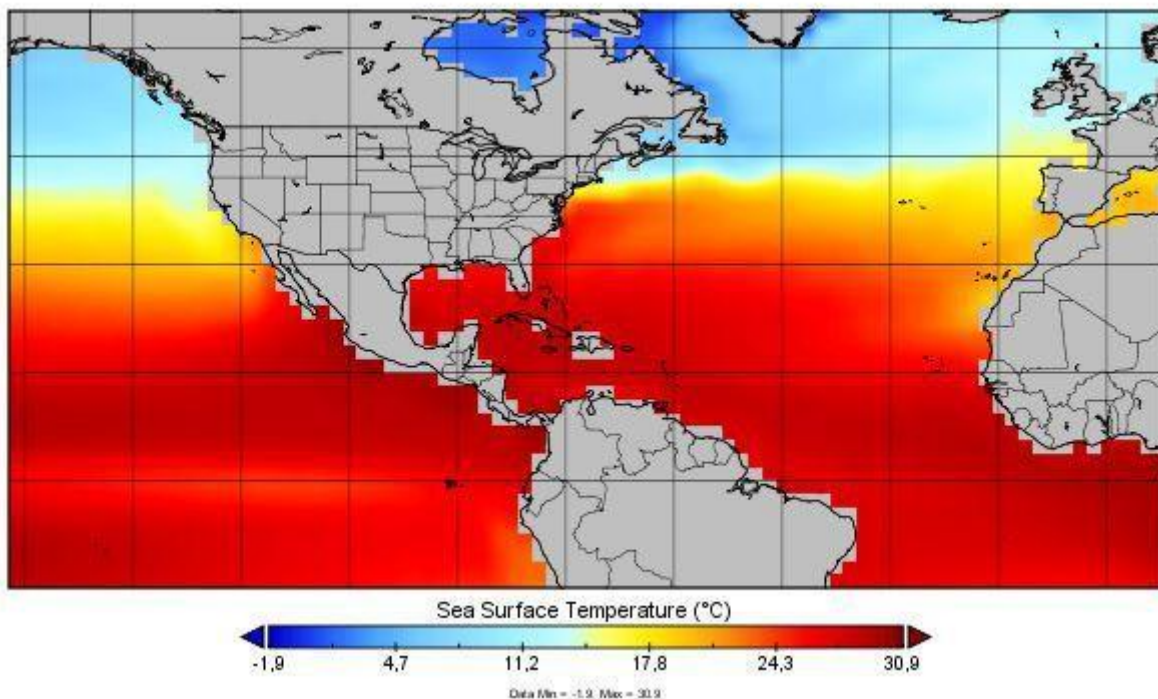 Sea Surface Temperature (°C)
-1,9 4,7 11,2 17,8 24,3 30,9
Data Min = -1.9, Max = 30.9